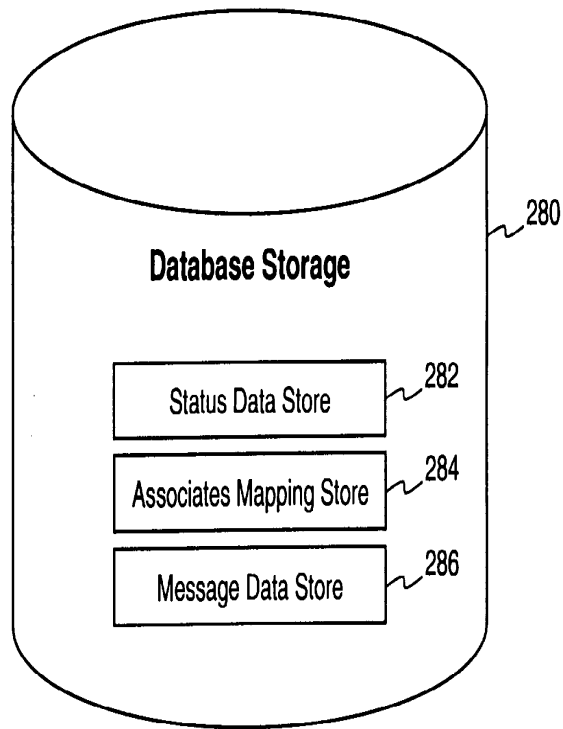 280
Database Storage
282
Status Data Store
284
Associates Mapping Store
286
Message Data Store